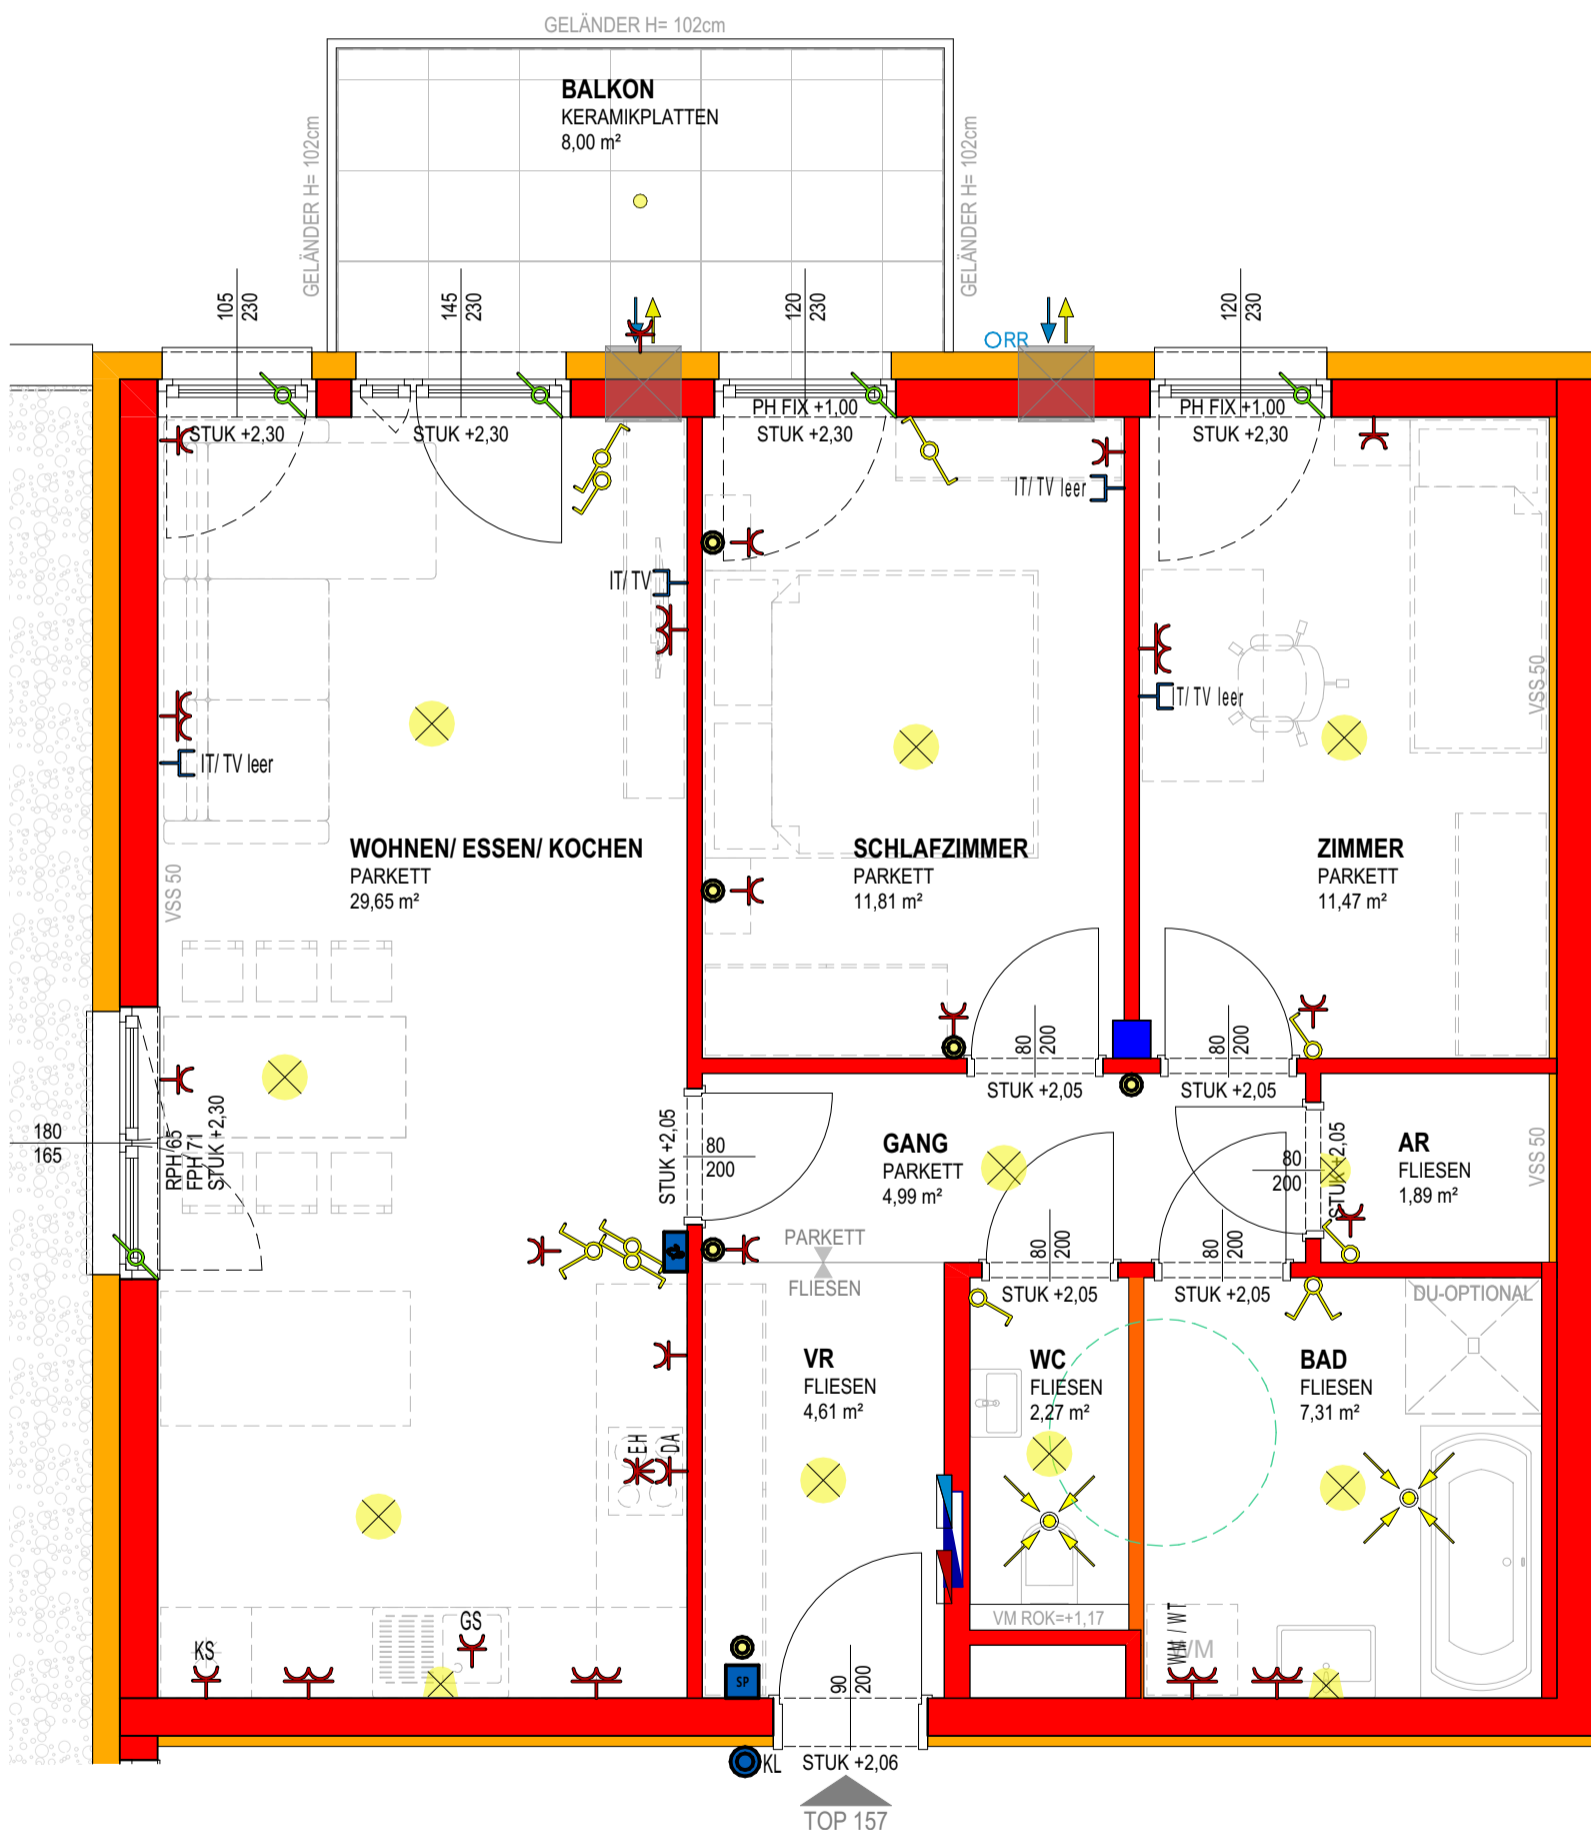 GELÄNDER H= 102cm
BALKON
KERAMIKPLATTEN
8,00 m²
GELÄNDER H= 102cm
GELÄNDER H= 102cm
105
230
145
230
120
230
120
230
RR
STUK +2,30
STUK +2,30
PH FIX +1,00
STUK +2,30
PH FIX +1,00
STUK +2,30
IT/ TV leer
IT/ TV
IT/ TV leer
IT/ TV leer
VSS 50
VSS 50
WOHNEN/ ESSEN/ KOCHEN
PARKETT
29,65 m²
SCHLAFZIMMER
PARKETT
11,81 m²
ZIMMER
PARKETT
11,47 m²
80
200
80
200
STUK +2,05
STUK +2,05
180
165
RPH 65
FPH 71
STUK +2,30
STUK +2,05
80
200
GANG
PARKETT
4,99 m²
80
200
STUK +2,05
AR
FLIESEN
1,89 m²
VSS 50
PARKETT
FLIESEN
80
200
80
200
STUK +2,05
STUK +2,05
DU-OPTIONAL
VR
FLIESEN
4,61 m²
WC
FLIESEN
2,27 m²
BAD
FLIESEN
7,31 m²
EH
DA
KS
GS
VM ROK=+1,17
WM / WT
WM
SP
90
200
KL
STUK +2,06
TOP 157